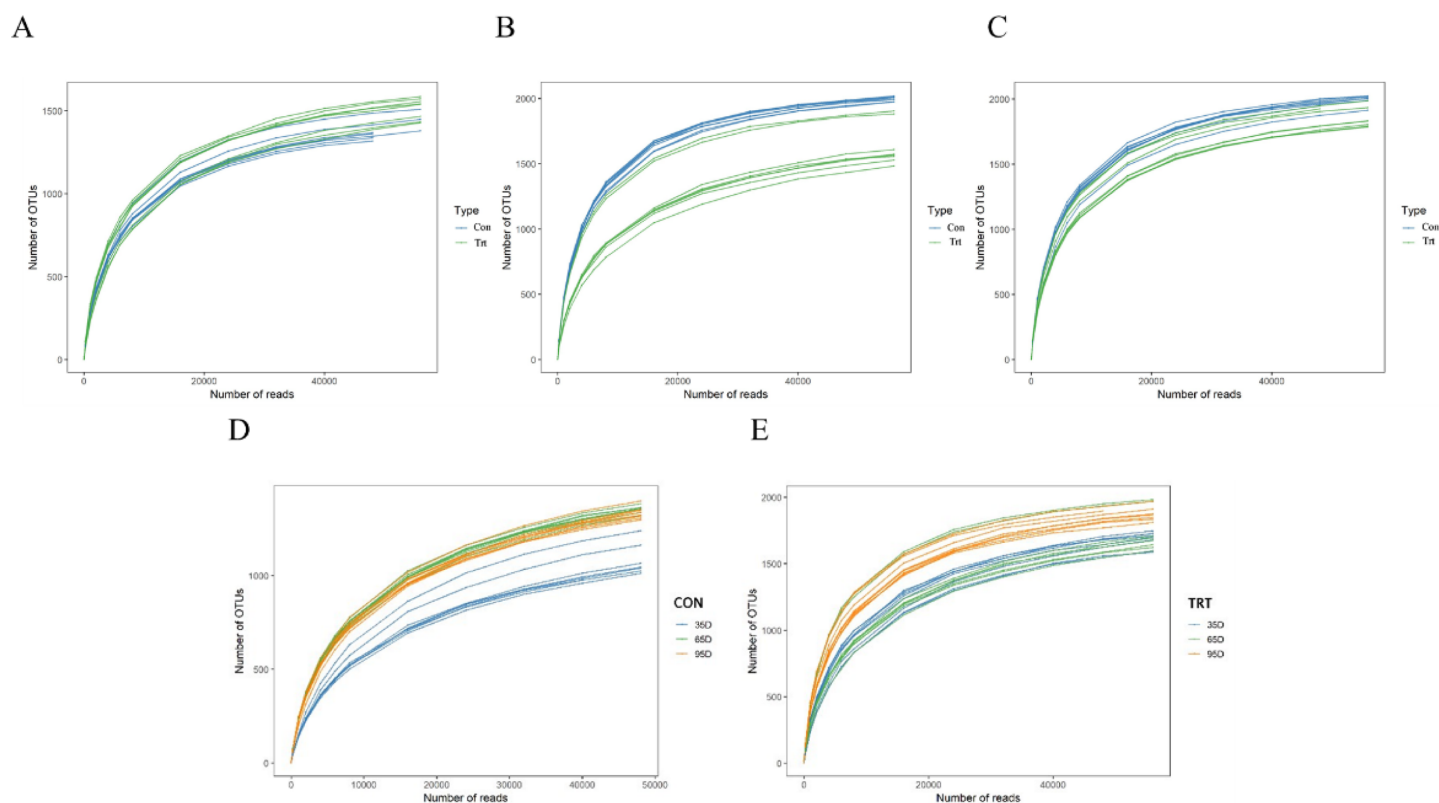 A
B
C
1500
1000
500
0
Number of OTUs
0
20000
40000
Number of reads
Type
Con
Trt
2000
1500
1000
500
0
Number of OTUs
0
20000
40000
Number of reads
Type
Con
Trt
2000
1500
1000
500
0
Number of OTUs
0
20000
40000
Number of reads
Type
Con
Trt
D
E
1000
500
0
Number of OTUs
0
10000
20000
30000
40000
50000
Number of reads
CON
35D
65D
95D
2000
1500
1000
500
0
Number of OTUs
0
20000
40000
Number of reads
TRT
35D
65D
95D